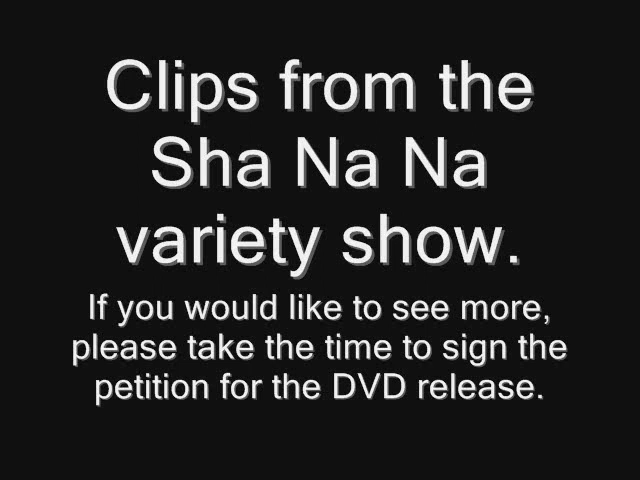 Clips from the
Sha Na Na
variety show.
If you would like to see more,
please take the time to sign the
petition for the DVD release.